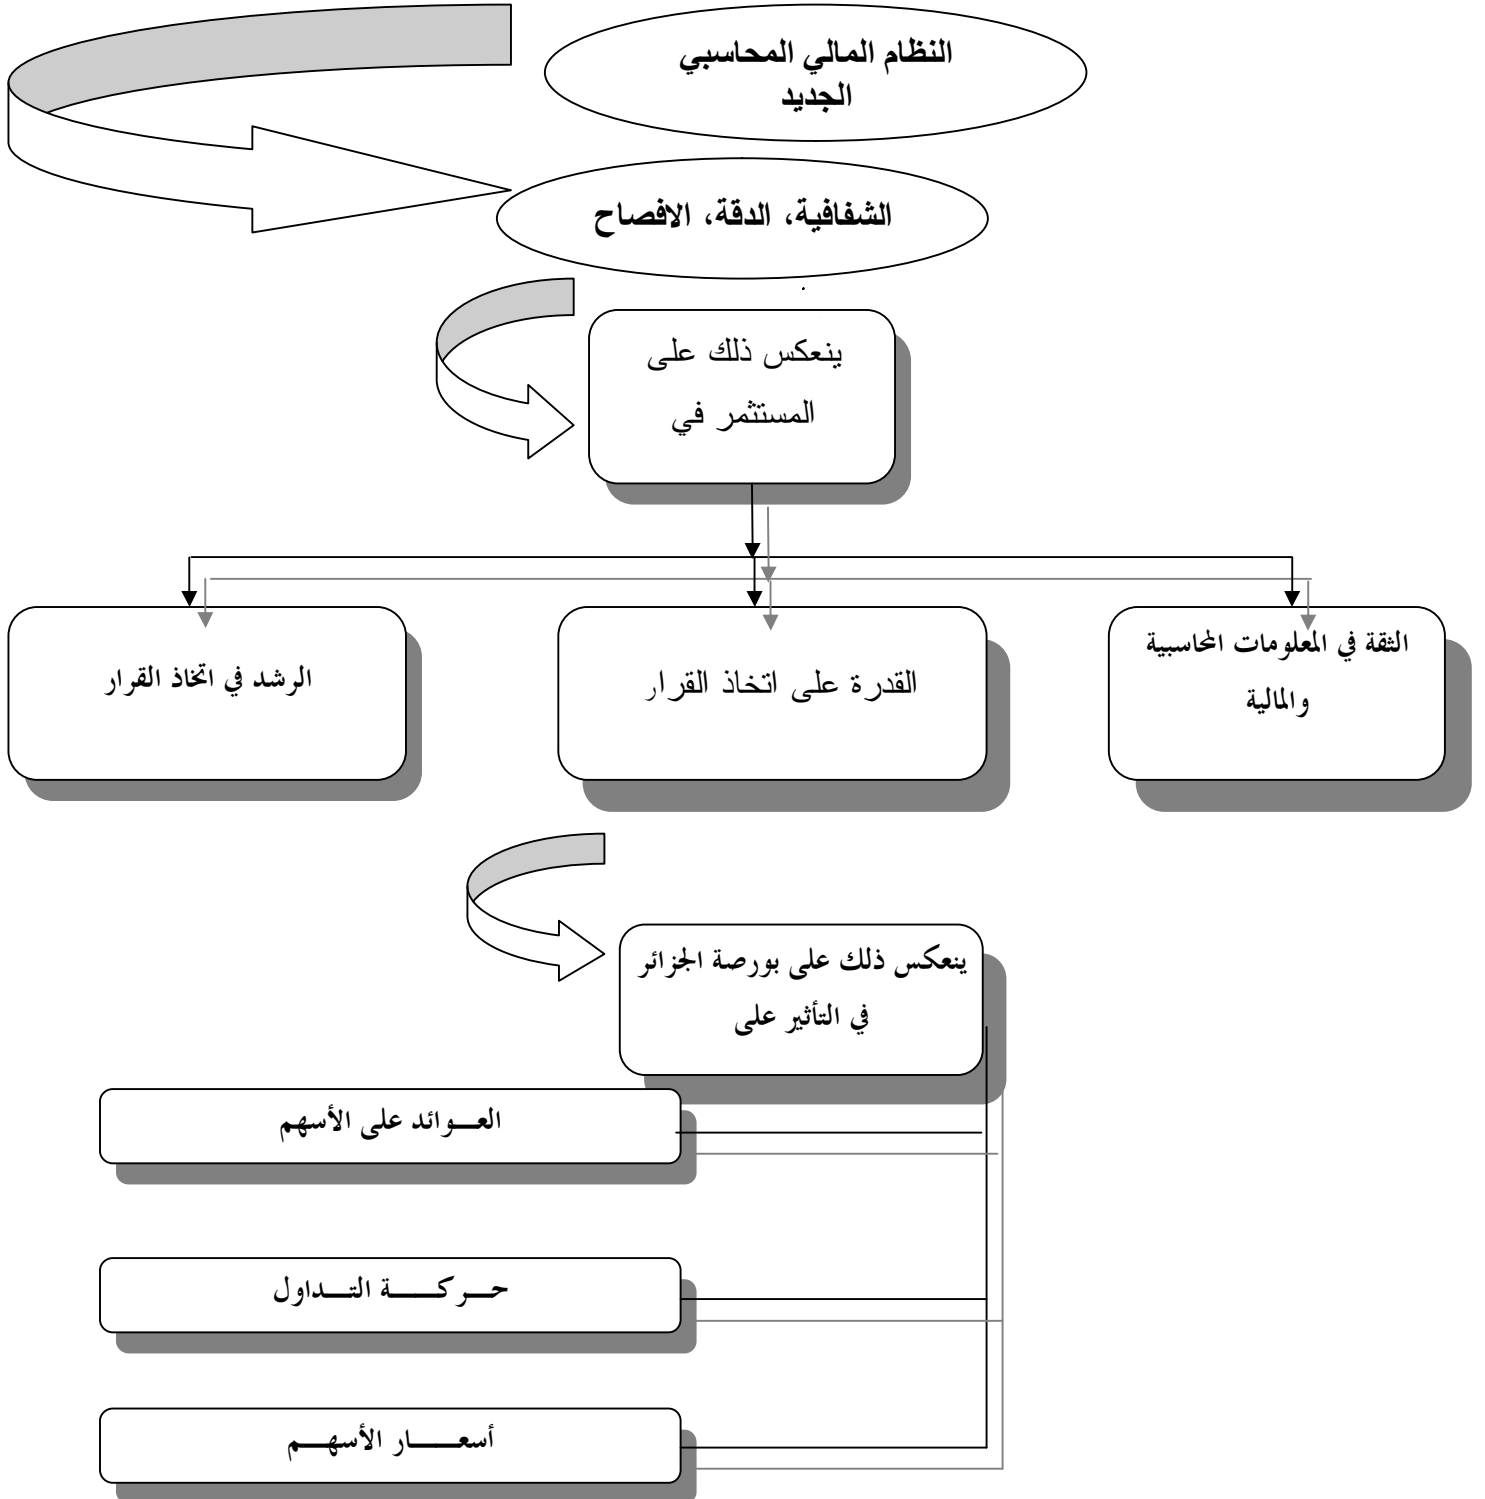 النظام المالي المحاسبي
الجديد
الشفافية، الدقة، الافصاح
ينعكس ذلك على
المستثمر في
الثقة في المعلومات المحاسبية
والمالية
القدرة على اتخاذ القرار
الرشد في اتخاذ القرار
ينعكس ذلك على بورصة الجزائر
في التأثير على
العــوائد على الأسهم
حــركـــة التــداول
أسعـــار الأسهــم